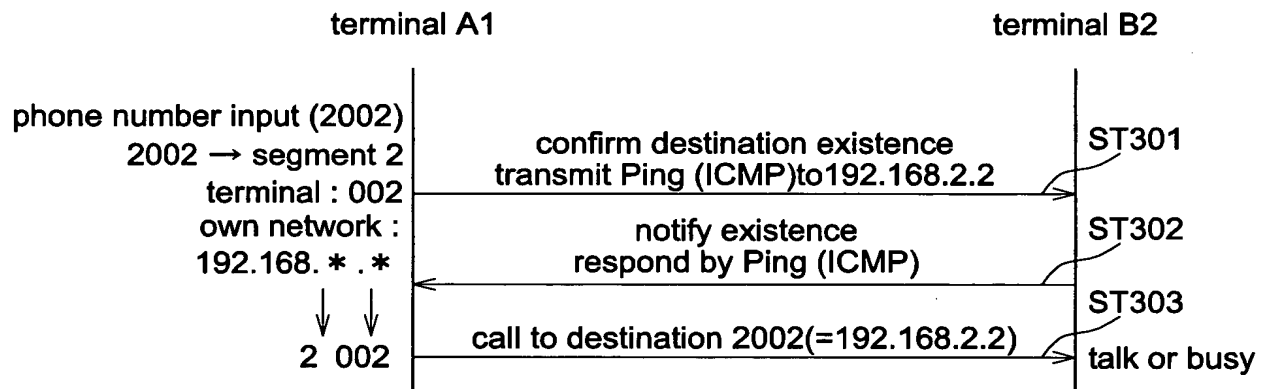 terminal A1
terminal B2
phone number input (2002)
2002 → segment 2
terminal : 002
own network :
192.168. * . *
2 002
confirm destination existence
transmit Ping (ICMP)to192.168.2.2
ST301
notify existence
respond by Ping (ICMP)
ST302
call to destination 2002(=192.168.2.2)
ST303
talk or busy